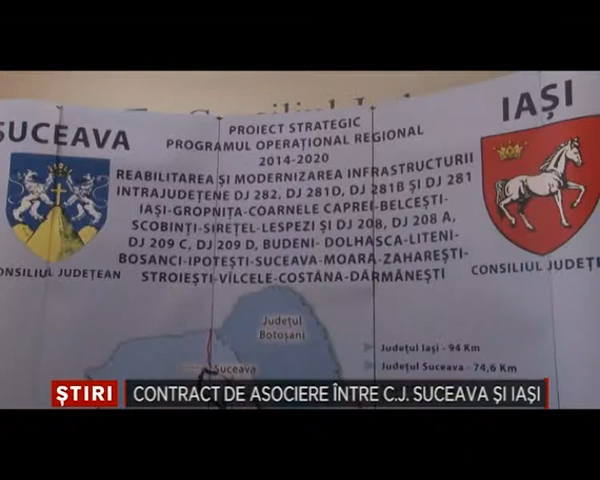 SUCEAVA
IAȘI
PROIECT STRATEGIC
PROGRAMUL OPERAȚIONAL REGIONAL
2014-2020
REABILITAREA ȘI MODERNIZAREA INFRASTRUCTURII
INTRAJUDEȚENE DJ 282, DJ 281D, DJ 281B ȘI DJ 281
IAȘI-GROPNIȚA-COARNELE CAPREI-BELCEȘTI-
SCOBINȚI-SIREȚEL-LESPEZI ȘI DJ 208, DJ 208 A,
DJ 209 C, DJ 209 D, BUDENI- DOLHASCA-LITENI-
BOSANCI-IPOTEȘTI-SUCEAVA-MOARA-ZAHAREȘTI-
STROIEȘTI-VÎLCELE-COSTÂNA-DĂRMĂNEȘTI
CONSILIUL JUDEȚEAN
CONSILIUL JUDEȚE
Județul
Botoșani
Suceava
Județul Iași - 94 Km
Județul Suceava - 74,6 Km
ȘTIRI CONTRACT DE ASOCIERE ÎNTRE C.J. SUCEAVA ȘI IAȘI